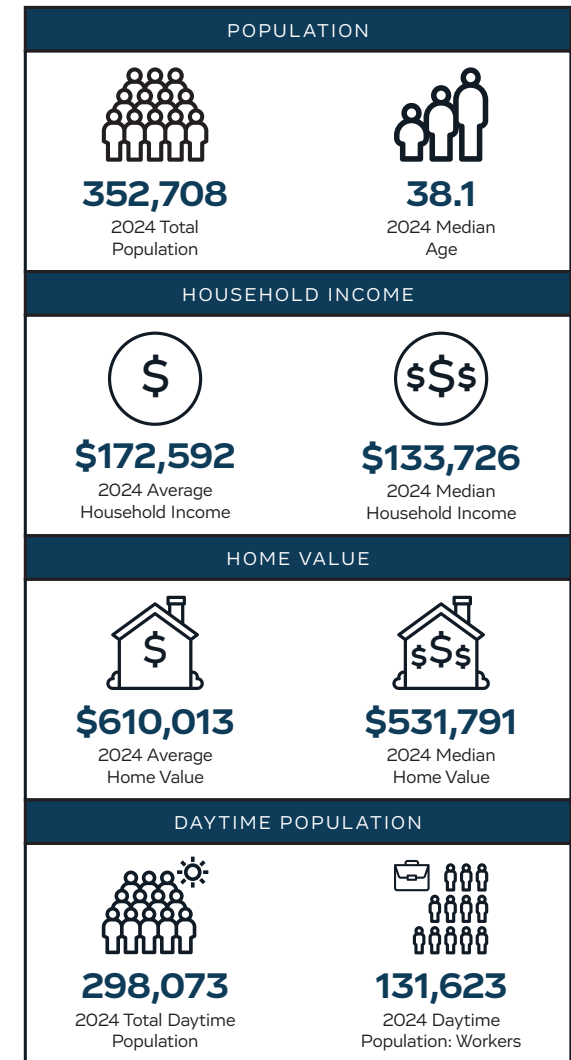 POPULATION
352,708
2024 Total
Population
38.1
2024 Median
Age
HOUSEHOLD INCOME
$
$172,592
2024 Average
Household Income
$$$
$133,726
2024 Median
Household Income
HOME VALUE
$
$610,013
2024 Average
Home Value
$$$
$531,791
2024 Median
Home Value
DAYTIME POPULATION
298,073
2024 Total Daytime
Population
131,623
2024 Daytime
Population: Workers